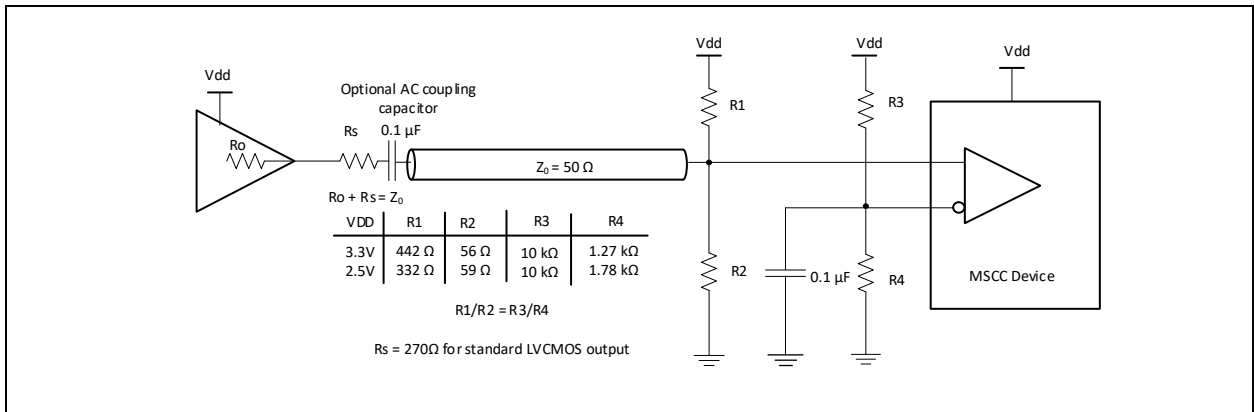 Vdd
Vdd
Vdd
Vdd
Optional AC coupling
capacitor
R1
R3
Ro
Rs
0.1 µF
Z₀ = 50 Ω
Ro + Rs = Z₀
VDD R1 R2 R3 R4
3.3V 442 Ω 56 Ω 10 kΩ 1.27 kΩ
2.5V 332 Ω 59 Ω 10 kΩ 1.78 kΩ
R2
0.1 µF
R4
MSCC Device
R1/R2 = R3/R4
Rs = 270Ω for standard LVCMOS output